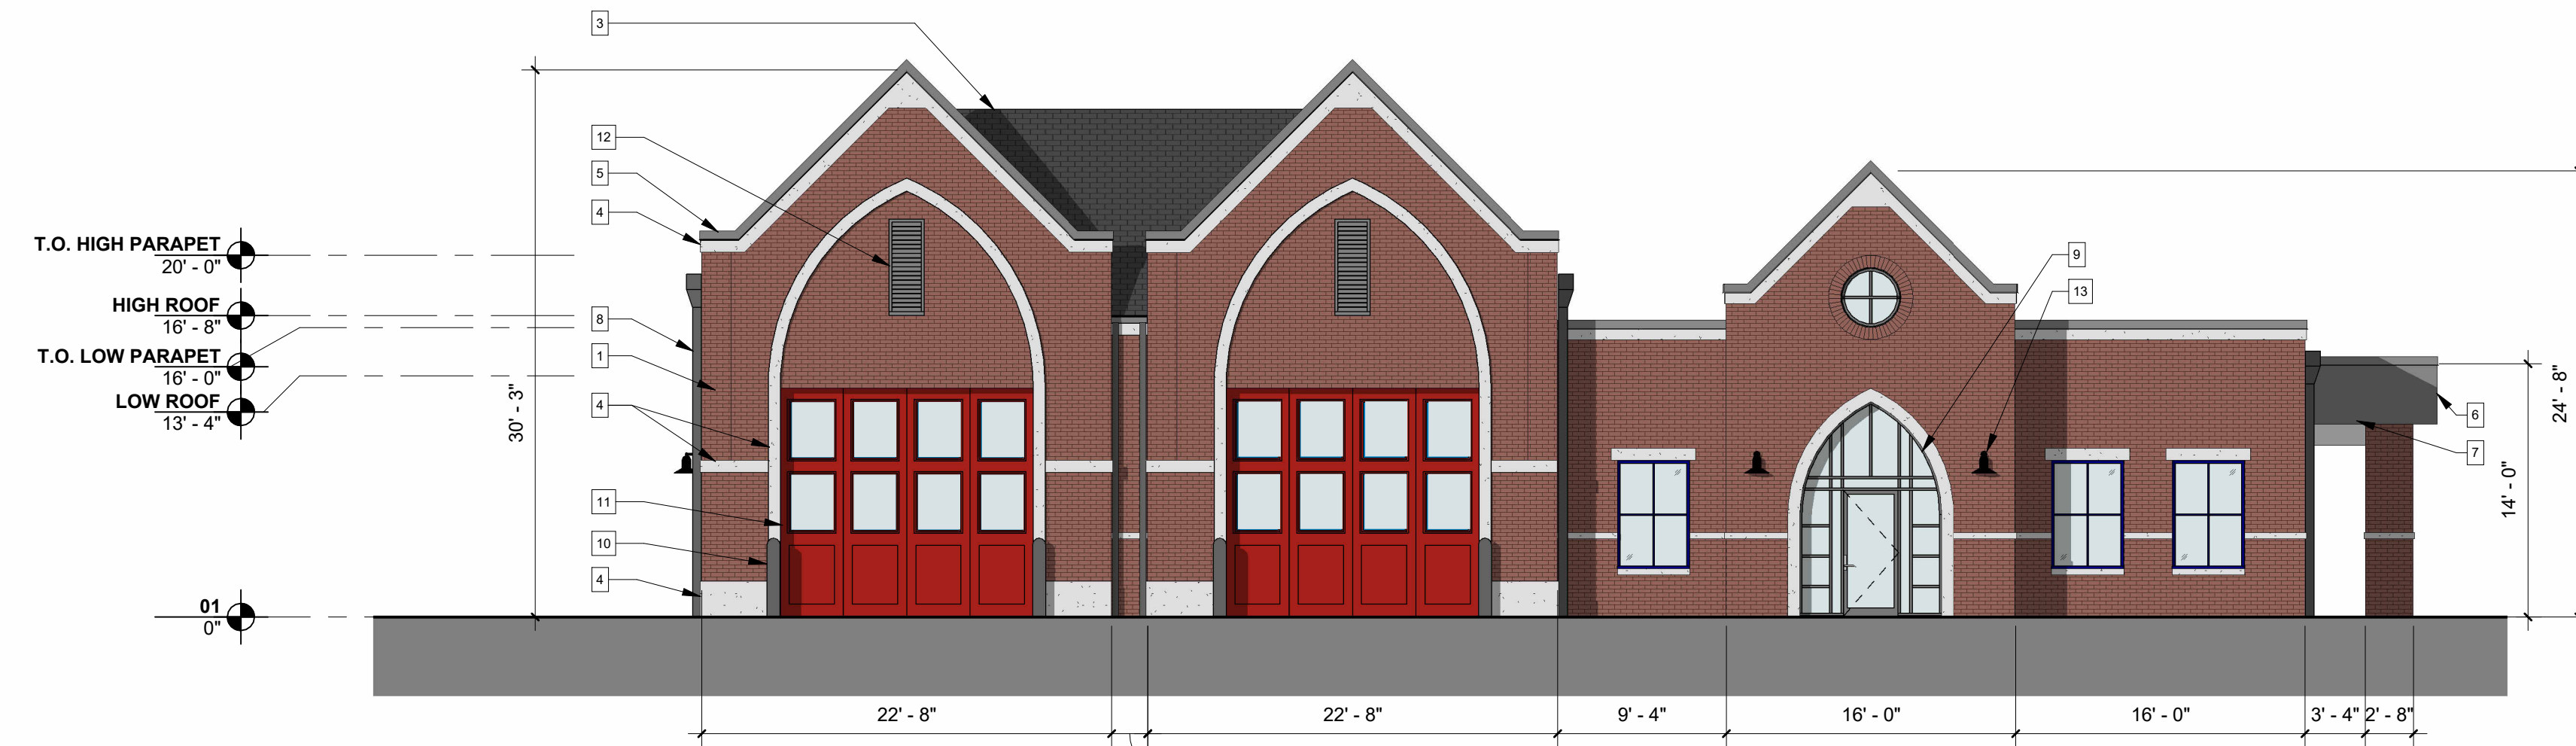 3
12
5
4
T.O. HIGH PARAPET
20' - 0"
HIGH ROOF
16' - 8"
T.O. LOW PARAPET
16' - 0"
LOW ROOF
13' - 4"
01
0"
30' - 3"
8
1
4
11
10
4
9
13
6
7
14' - 0"
24' - 8"
22' - 8"
22' - 8"
9' - 4"
16' - 0"
16' - 0"
3' - 4"
2' - 8"